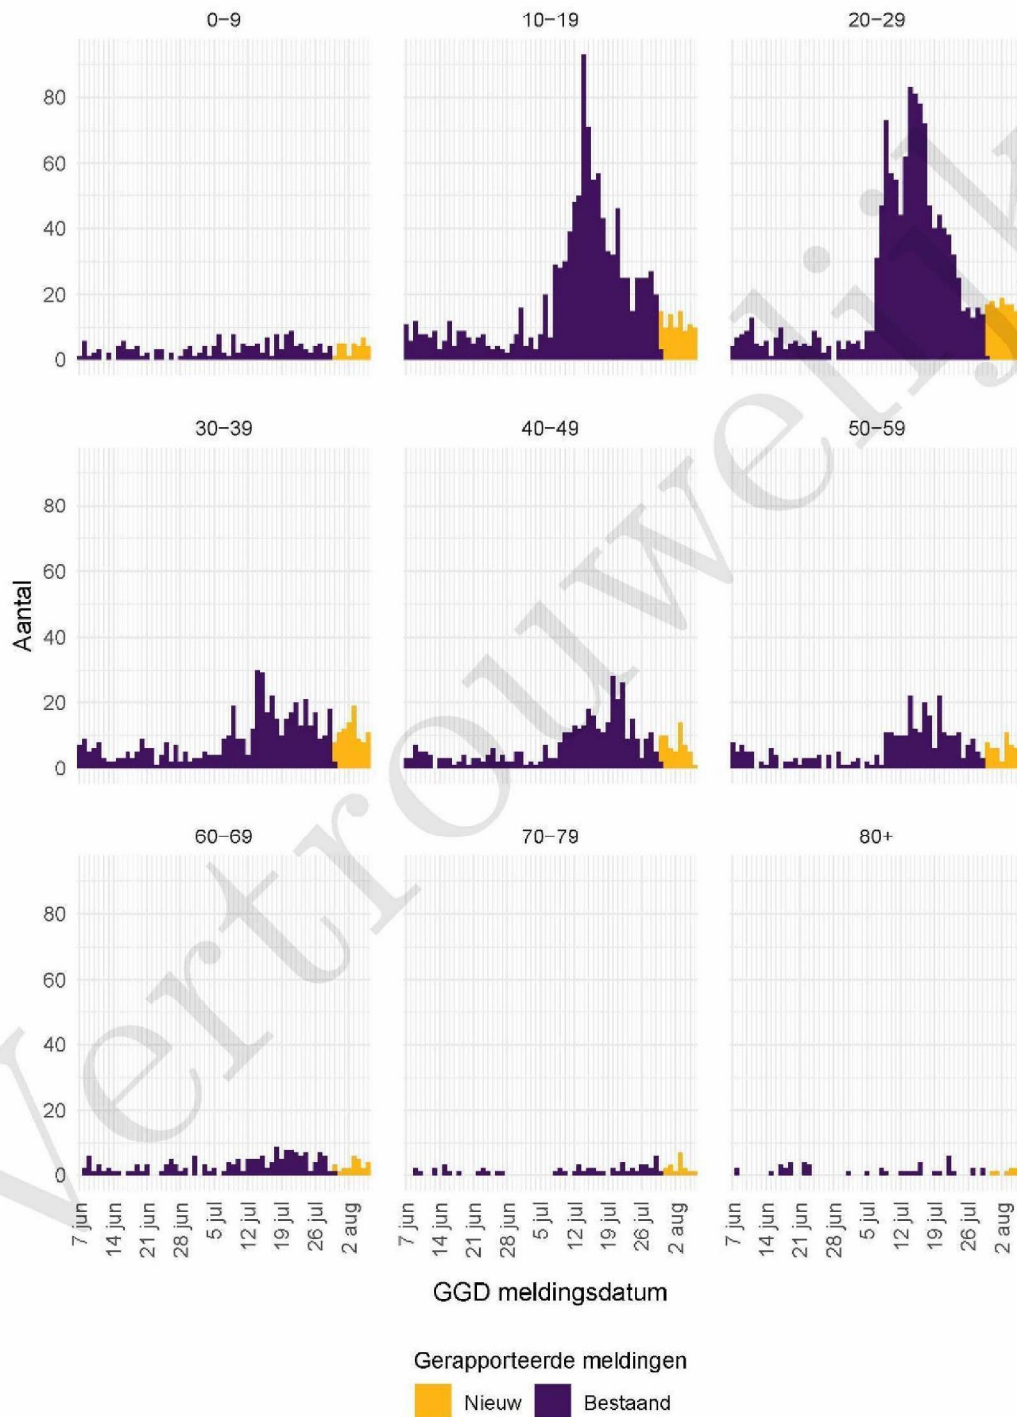 0−9 10−19 20−29
80
60
40
20
0
30−39 40−49 50−59
80
60
40
20
0
Aantal
60−69 70−79 80+
80
60
40
20
0
7 jun 14 jun 21 jun 28 jun 5 jul 12 jul 19 jul 26 jul 2 aug 7 jun 14 jun 21 jun 28 jun 5 jul 12 jul 19 jul 26 jul 2 aug 7 jun 14 jun 21 jun 28 jun 5 jul 12 jul 19 jul 26 jul 2 aug
GGD meldingsdatum
Gerapporteerde meldingen
Nieuw Bestaand
Vertrouwelijk